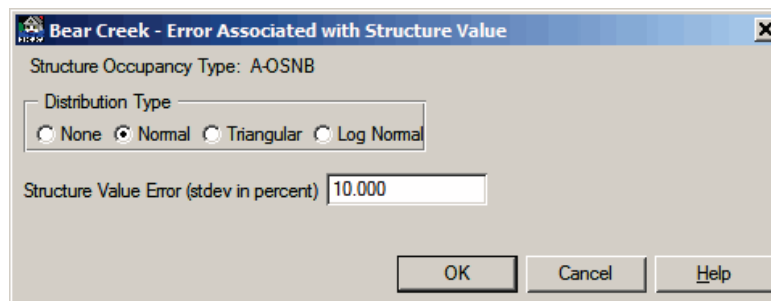 Bear Creek - Error Associated with Structure Value
Structure Occupancy Type: A-OSNB
Distribution Type
None Normal Triangular Log Normal
Structure Value Error (stdev in percent) 10.000
OK Cancel Help